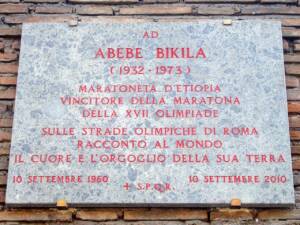 AD
ABEBE BIKILA
(1932 - 1973)
MARATONETA D'ETIOPIA
VINCITORE DELLA MARATONA
DELLA XVII OLIMPIADE
SULLE STRADE OLIMPICHE DI ROMA
RACCONTO AL MONDO
IL CUORE E L'ORGOGLIO DELLA SUA TERRA
10 SETTEMBRE 1960 10 SETTEMBRE 2010
+ S.P.Q.R.